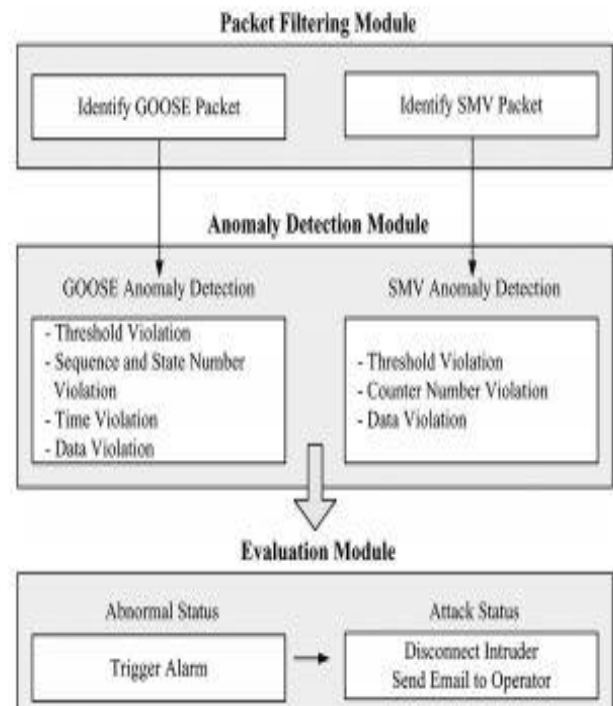 Packet Filtering Module
Identify GOOSE Packet
Identify SMV Packet
Anomaly Detection Module
GOOSE Anomaly Detection
- Threshold Violation
- Sequence and State Number
Violation
- Time Violation
- Data Violation
SMV Anomaly Detection
- Threshold Violation
- Counter Number Violation
- Data Violation
Evaluation Module
Abnormal Status
Trigger Alarm
Attack Status
Disconnect Intruder
Send Email to Operator